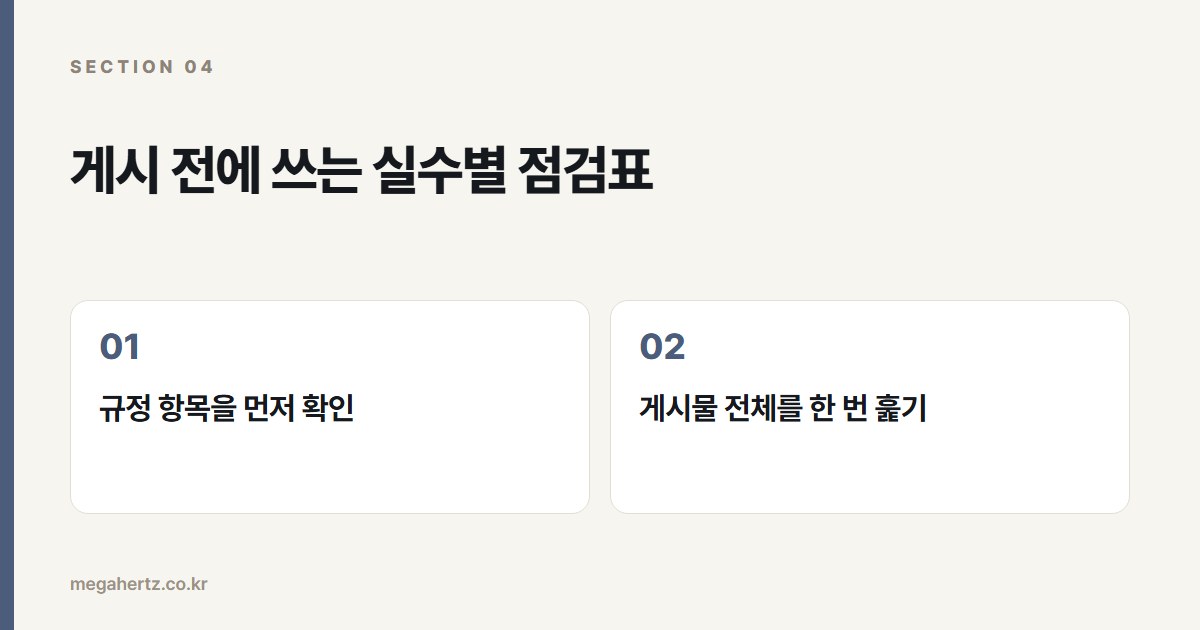 SECTION 04
게시 전에 쓰는 실수별 점검표
01
규정 항목을 먼저 확인
02
게시물 전체를 한 번 훑기
megahertz.co.kr